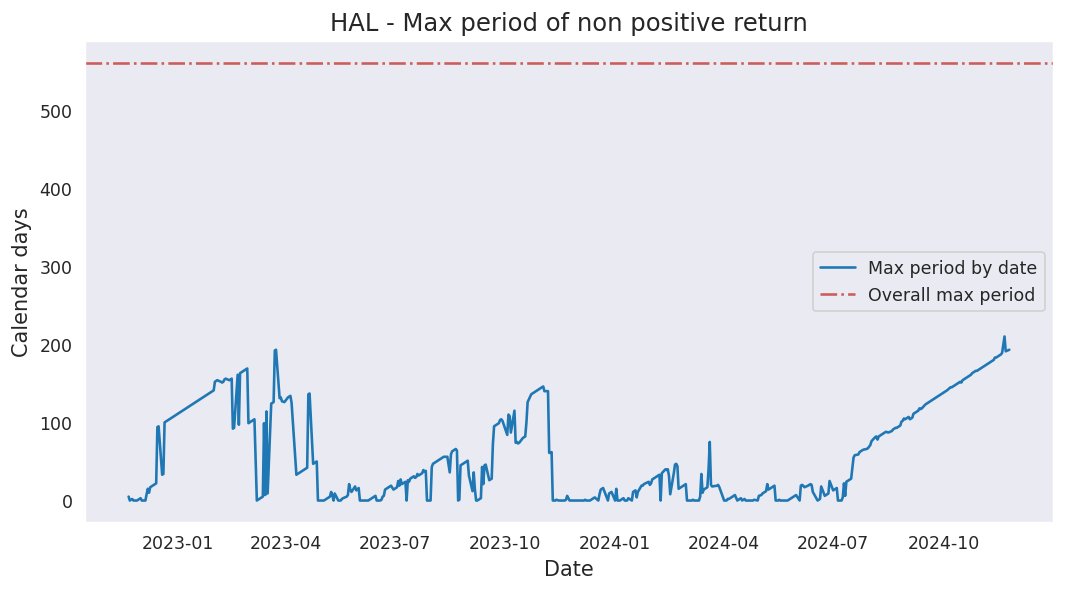 HAL - Max period of non positive return
Calendar days
500
400
300
200
100
0
Max period by date
Overall max period
2023-01
2023-04
2023-07
2023-10
2024-01
2024-04
2024-07
2024-10
Date